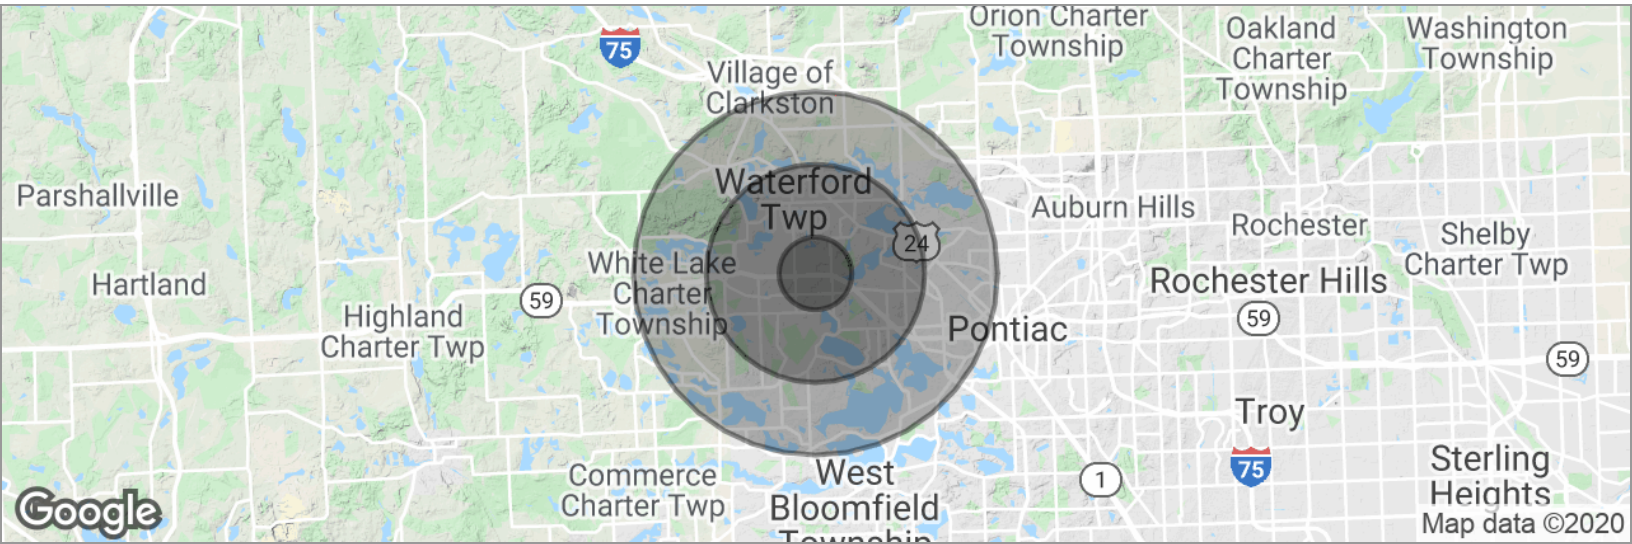 Orion Charter
Township
Oakland
Charter
Township
Washington
Township
75
Village of
Clarkston
Parshallville
Waterford
Twp
Auburn Hills
Rochester
Shelby
Charter Twp
24
White Lake
Charter
Township
Hartland
59
Rochester Hills
Highland
Charter Twp
Pontiac
59
59
Troy
75
Sterling
Heights
1
Commerce
Charter Twp
West
Bloomfield
Township
Google
Map data ©2020